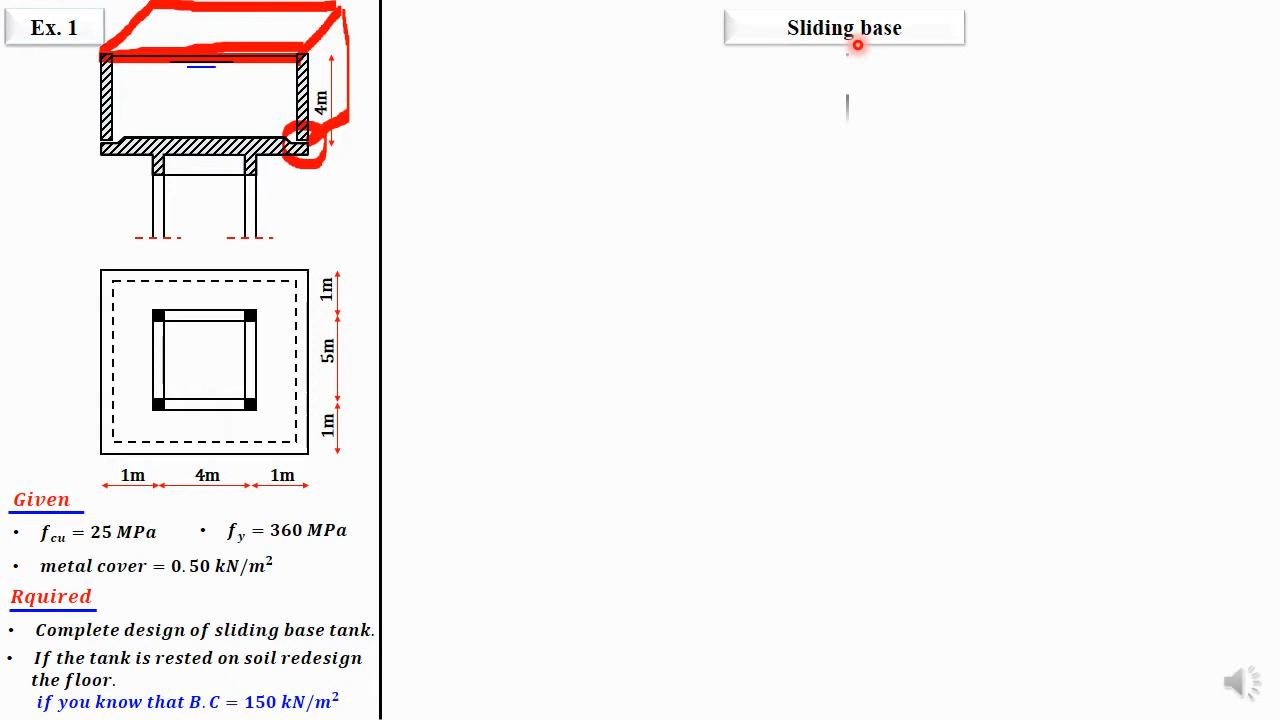 Ex. 1
Sliding base
4m
1m
5m
1m
1m 4m 1m
Given
• f_cu = 25 MPa • f_y = 360 MPa
• metal cover = 0.50 kN/m²
Rquired
• Complete design of sliding base tank.
• If the tank is rested on soil redesign
the floor.
if you know that B.C = 150 kN/m²